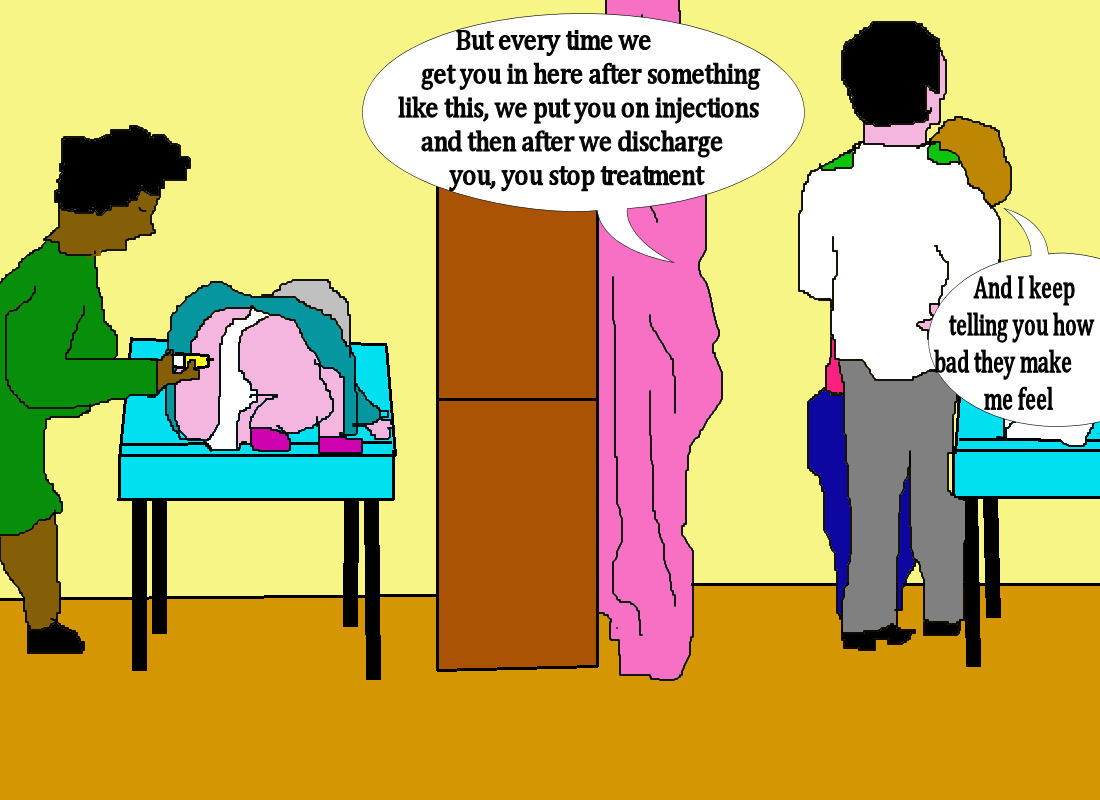 But every time we
get you in here after something
like this, we put you on injections
and then after we discharge
you, you stop treatment
And I keep
telling you how
bad they make
me feel